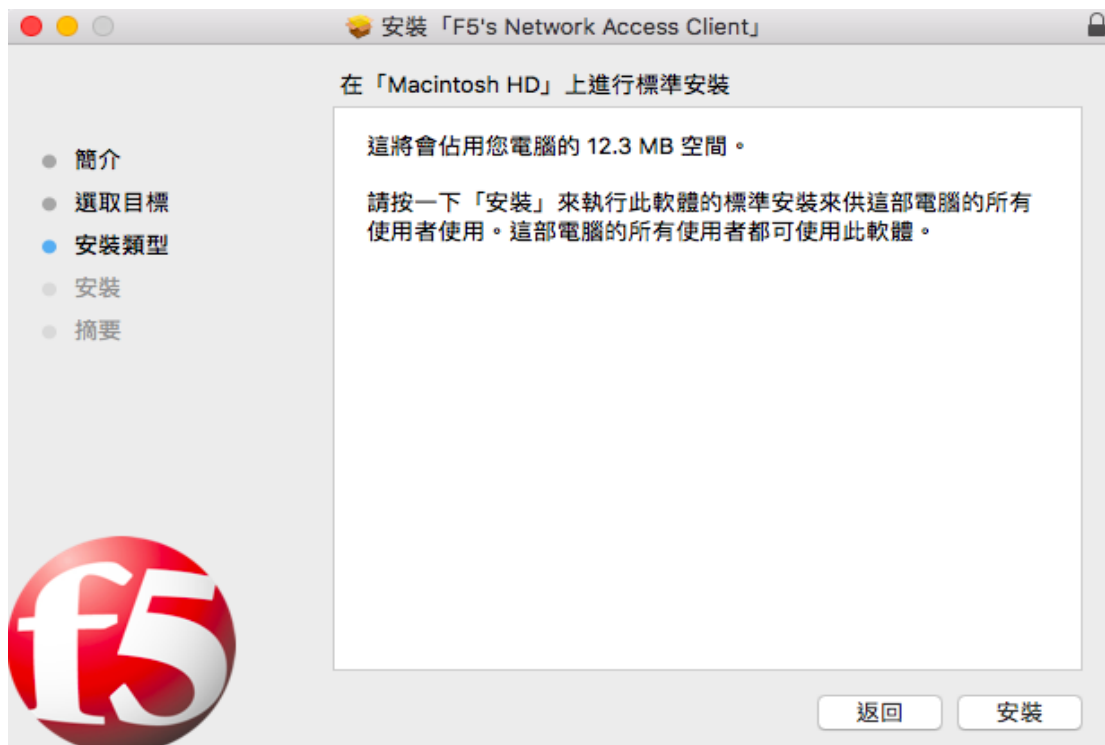 安裝「F5's Network Access Client」
在「Macintosh HD」上進行標準安裝
簡介
選取目標
安裝類型
安裝
摘要
這將會佔用您電腦的 12.3 MB 空間。
請按一下「安裝」來執行此軟體的標準安裝來供這部電腦的所有
使用者使用。這部電腦的所有使用者都可使用此軟體。
f5
返回
安裝